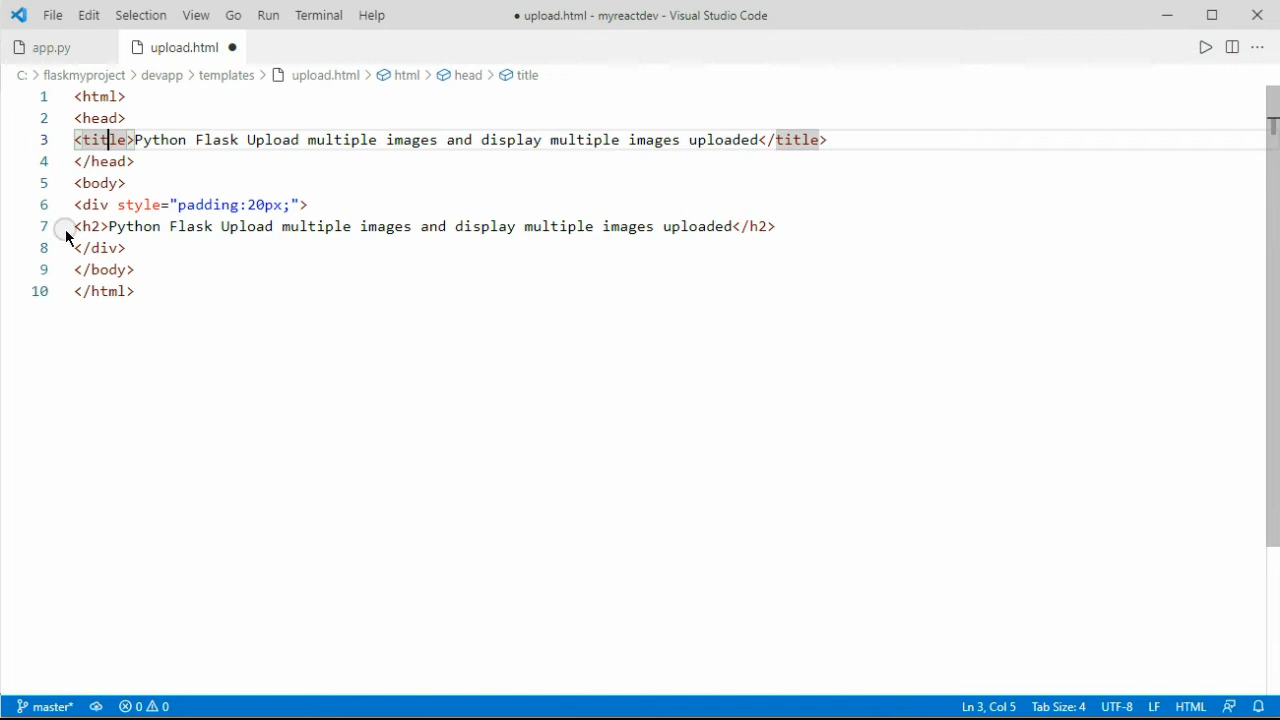 File Edit Selection View Go Run Terminal Help ● upload.html - myreactdev - Visual Studio Code
app.py upload.html ●
C: > flaskmyproject > devapp > templates > upload.html > html > head > title
1 <html>
2 <head>
3 <title>Python Flask Upload multiple images and display multiple images uploaded</title>
4 </head>
5 <body>
6 <div style="padding:20px;">
7 <h2>Python Flask Upload multiple images and display multiple images uploaded</h2>
8 </div>
9 </body>
10 </html>
master* 0 0 Ln 3, Col 5 Tab Size: 4 UTF-8 LF HTML